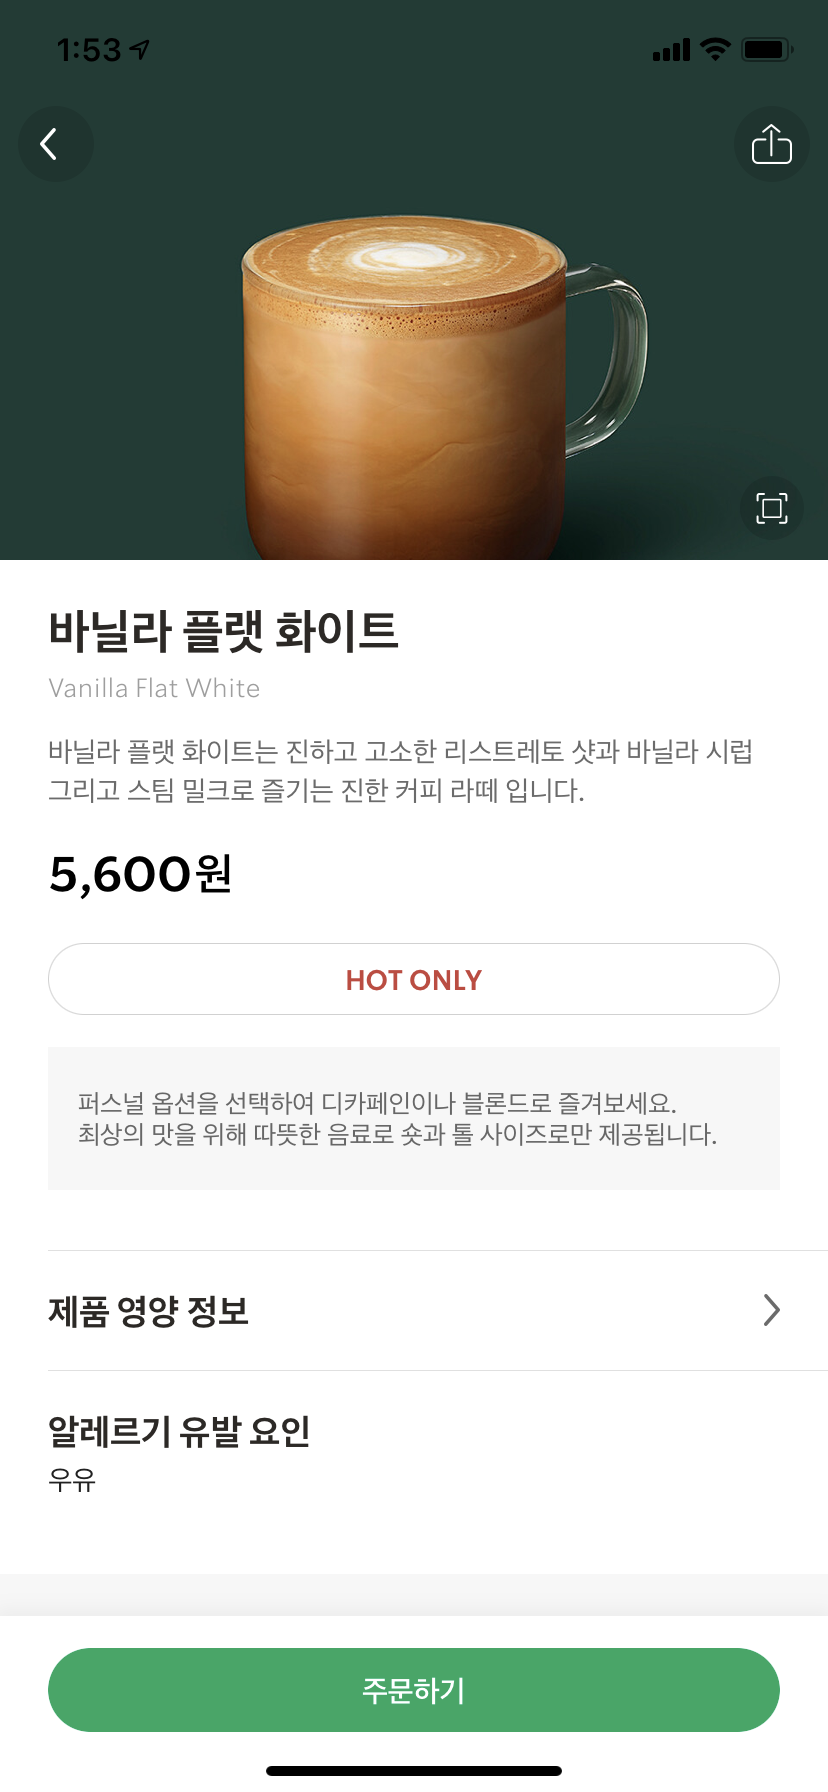 1:53
바닐라 플랫 화이트
Vanilla Flat White
바닐라 플랫 화이트는 진하고 고소한 리스트레토 샷과 바닐라 시럽
그리고 스팀 밀크로 즐기는 진한 커피 라떼 입니다.
5,600원
HOT ONLY
퍼스널 옵션을 선택하여 디카페인이나 블론드로 즐겨보세요.
최상의 맛을 위해 따뜻한 음료로 숏과 톨 사이즈로만 제공됩니다.
제품 영양 정보
알레르기 유발 요인
우유
주문하기